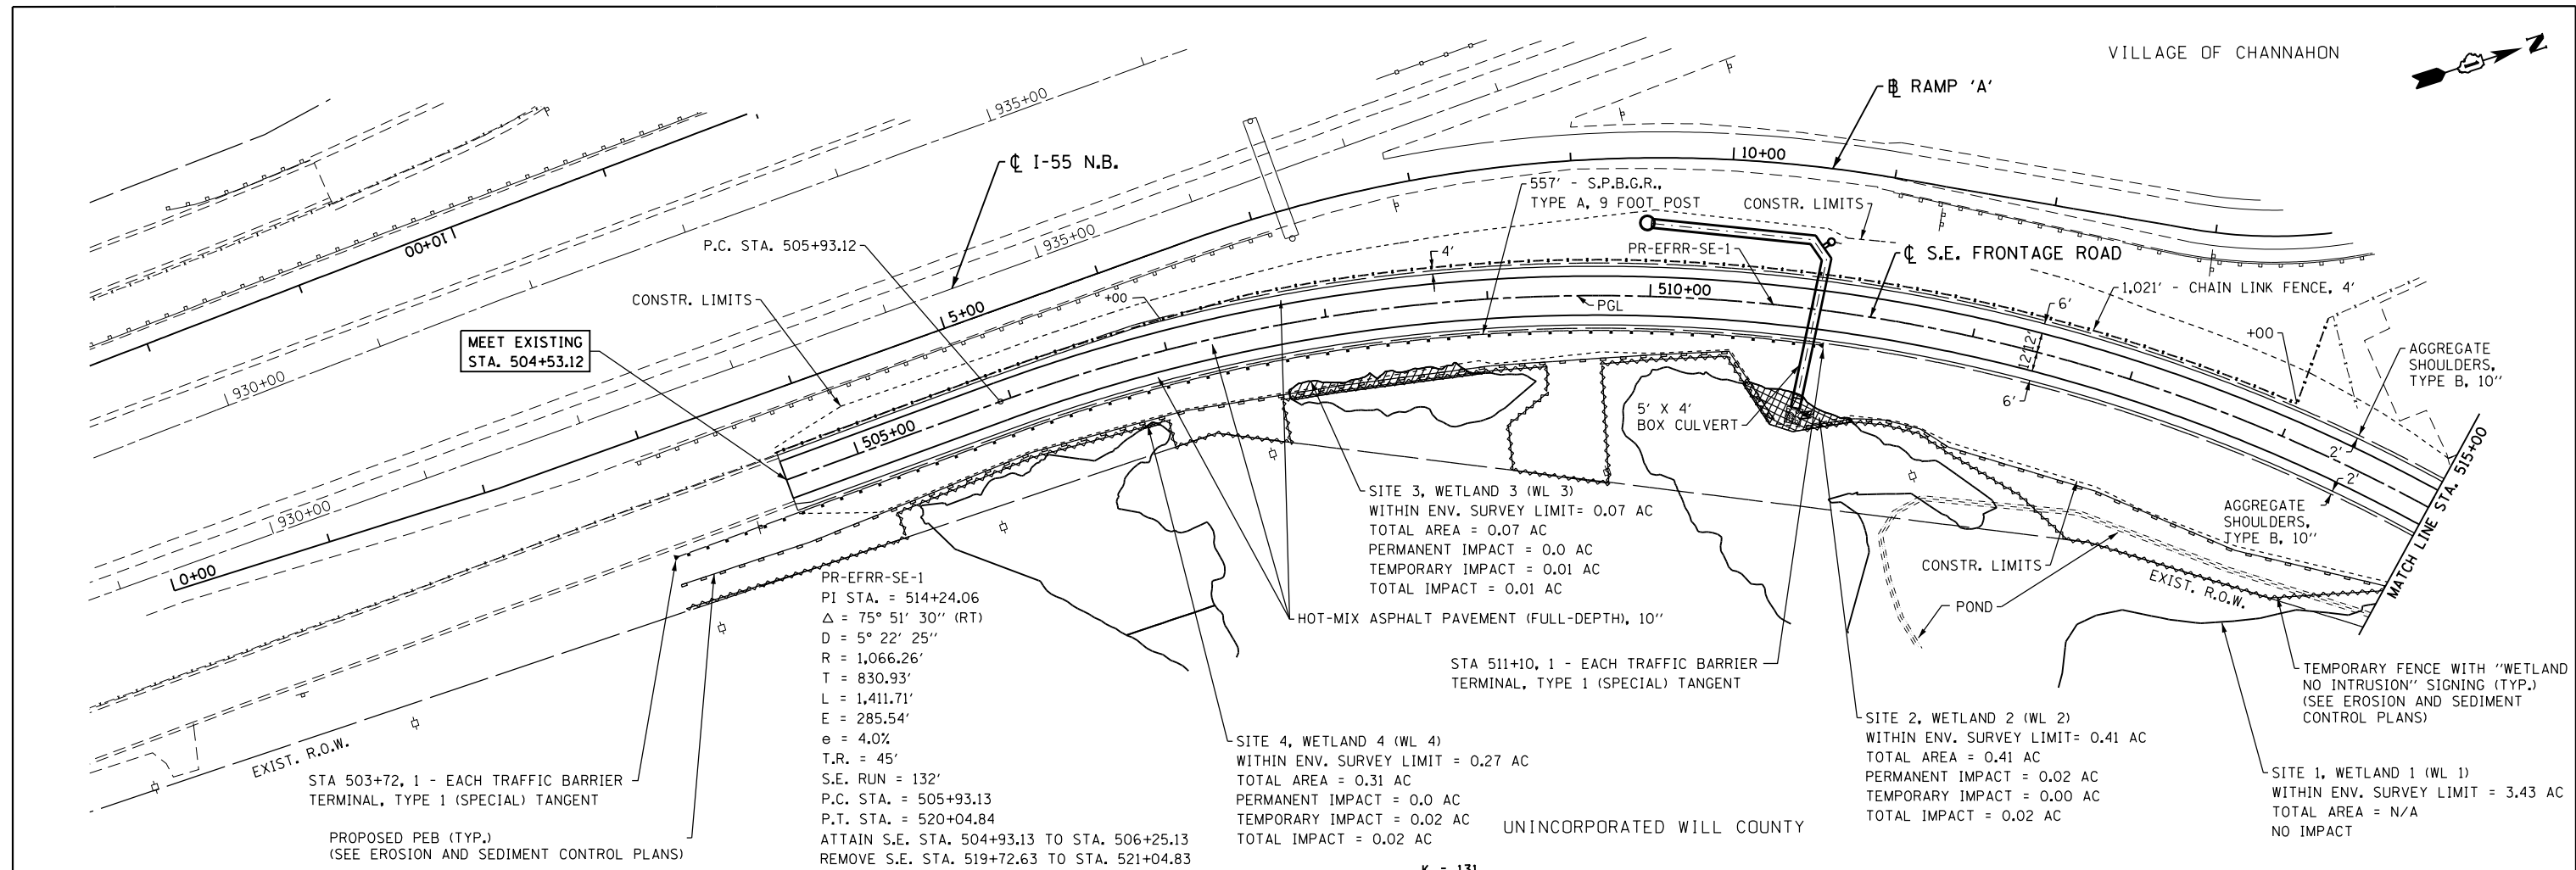 VILLAGE OF CHANNAHON
N
935+00
℄ RAMP 'A'
10+00
℄ I-55 N.B.
557' - S.P.B.G.R.,
TYPE A, 9 FOOT POST
CONSTR. LIMITS
10+00
P.C. STA. 505+93.12
935+00
4'
PR-EFRR-SE-1
℄ S.E. FRONTAGE ROAD
CONSTR. LIMITS
+00
5+00
510+00
PGL
6'
1,021' - CHAIN LINK FENCE, 4'
MEET EXISTING
STA. 504+53.12
+00
12'
12'
AGGREGATE
SHOULDERS,
TYPE B, 10"
930+00
505+00
5' X 4'
BOX CULVERT
6'
2'
2'
MATCH LINE STA. 515+00
930+00
SITE 3, WETLAND 3 (WL 3)
WITHIN ENV. SURVEY LIMIT= 0.07 AC
TOTAL AREA = 0.07 AC
PERMANENT IMPACT = 0.0 AC
TEMPORARY IMPACT = 0.01 AC
TOTAL IMPACT = 0.01 AC
AGGREGATE
SHOULDERS,
TYPE B, 10"
CONSTR. LIMITS
EXIST. R.O.W.
POND
0+00
HOT-MIX ASPHALT PAVEMENT (FULL-DEPTH), 10"
PR-EFRR-SE-1
PI STA. = 514+24.06
Δ = 75° 51' 30" (RT)
D = 5° 22' 25"
R = 1,066.26'
T = 830.93'
L = 1,411.71'
E = 285.54'
e = 4.0%
T.R. = 45'
S.E. RUN = 132'
P.C. STA. = 505+93.13
P.T. STA. = 520+04.84
ATTAIN S.E. STA. 504+93.13 TO STA. 506+25.13
REMOVE S.E. STA. 519+72.63 TO STA. 521+04.83
STA 511+10, 1 - EACH TRAFFIC BARRIER
TERMINAL, TYPE 1 (SPECIAL) TANGENT
TEMPORARY FENCE WITH "WETLAND
NO INTRUSION" SIGNING (TYP.)
(SEE EROSION AND SEDIMENT
CONTROL PLANS)
EXIST. R.O.W.
STA 503+72, 1 - EACH TRAFFIC BARRIER
TERMINAL, TYPE 1 (SPECIAL) TANGENT
PROPOSED PEB (TYP.)
(SEE EROSION AND SEDIMENT CONTROL PLANS)
SITE 4, WETLAND 4 (WL 4)
WITHIN ENV. SURVEY LIMIT = 0.27 AC
TOTAL AREA = 0.31 AC
PERMANENT IMPACT = 0.0 AC
TEMPORARY IMPACT = 0.02 AC
TOTAL IMPACT = 0.02 AC
UNINCORPORATED WILL COUNTY
SITE 2, WETLAND 2 (WL 2)
WITHIN ENV. SURVEY LIMIT= 0.41 AC
TOTAL AREA = 0.41 AC
PERMANENT IMPACT = 0.02 AC
TEMPORARY IMPACT = 0.00 AC
TOTAL IMPACT = 0.02 AC
SITE 1, WETLAND 1 (WL 1)
WITHIN ENV. SURVEY LIMIT = 3.43 AC
TOTAL AREA = N/A
NO IMPACT